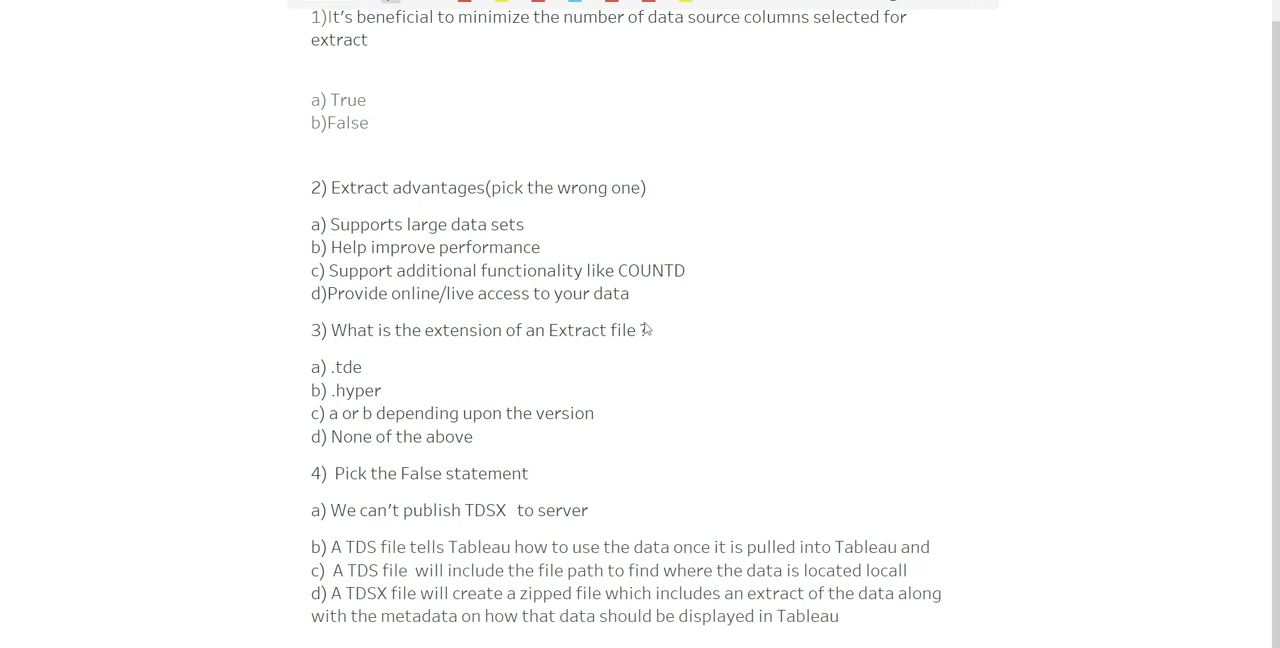 1)It’s beneficial to minimize the number of data source columns selected for
extract
a) True
b)False
2) Extract advantages(pick the wrong one)
a) Supports large data sets
b) Help improve performance
c) Support additional functionality like COUNTD
d)Provide online/live access to your data
3) What is the extension of an Extract file ?
a) .tde
b) .hyper
c) a or b depending upon the version
d) None of the above
4)  Pick the False statement
a) We can’t publish TDSX  to server
b) A TDS file tells Tableau how to use the data once it is pulled into Tableau and
c)  A TDS file  will include the file path to find where the data is located locall
d) A TDSX file will create a zipped file which includes an extract of the data along
with the metadata on how that data should be displayed in Tableau